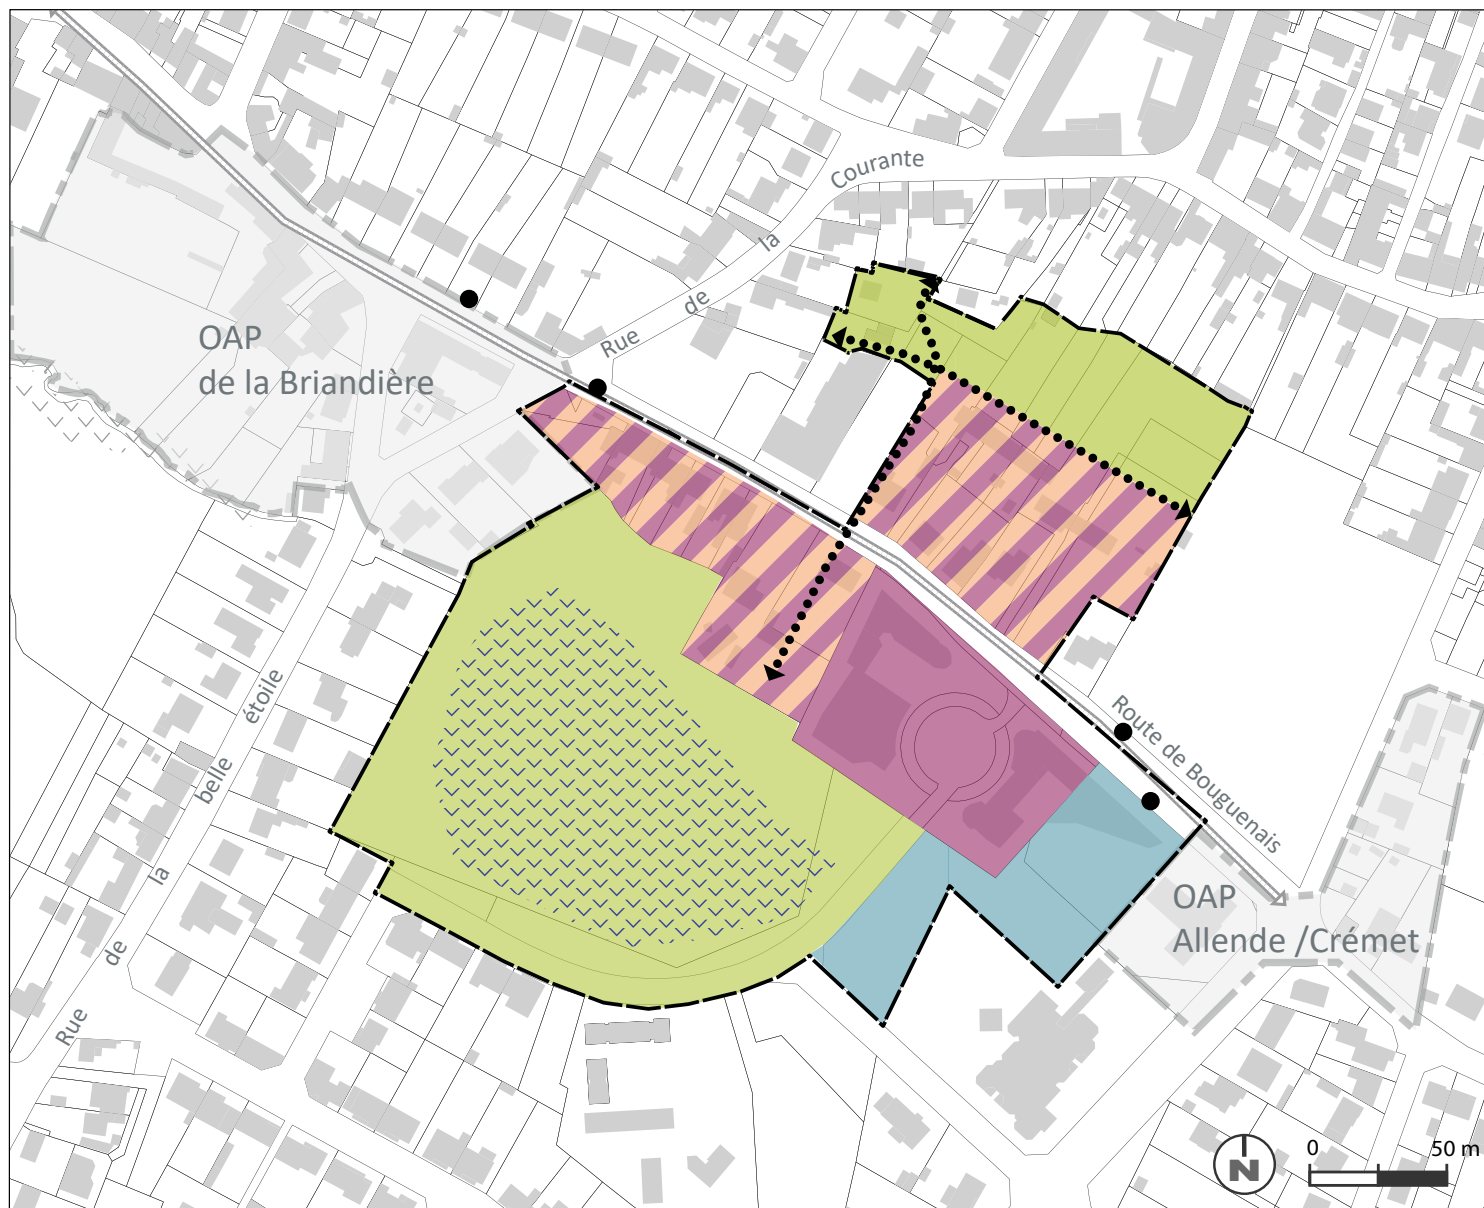 Rue de la Courante
OAP
de la Briandière
Rue de la belle étoile
Route de Bouguenais
OAP
Allende /Crémet
N
0 50 m